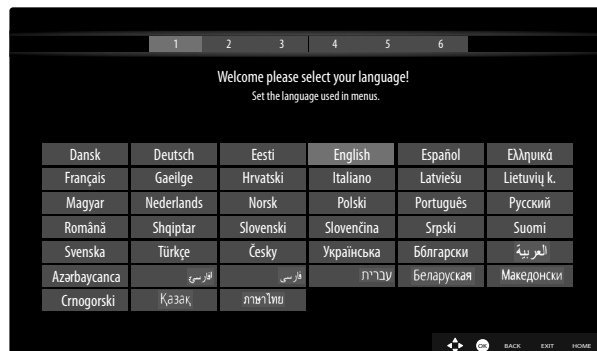 1 2 3 4 5 6
Welcome please select your language!
Set the language used in menus.
Dansk Deutsch Eesti English Español Ελληνικά
Français Gaeilge Hrvatski Italiano Latviešu Lietuvių k.
Magyar Nederlands Norsk Polski Português Русский
Română Shqiptar Slovenski Slovenčina Srpski Suomi
Svenska Türkçe Česky Українська Бблгарски العربية
Azərbaycanca فارسی עברית Беларуская Македонски
Crnogorski Қазақ ภาษาไทย
OK BACK EXIT HOME